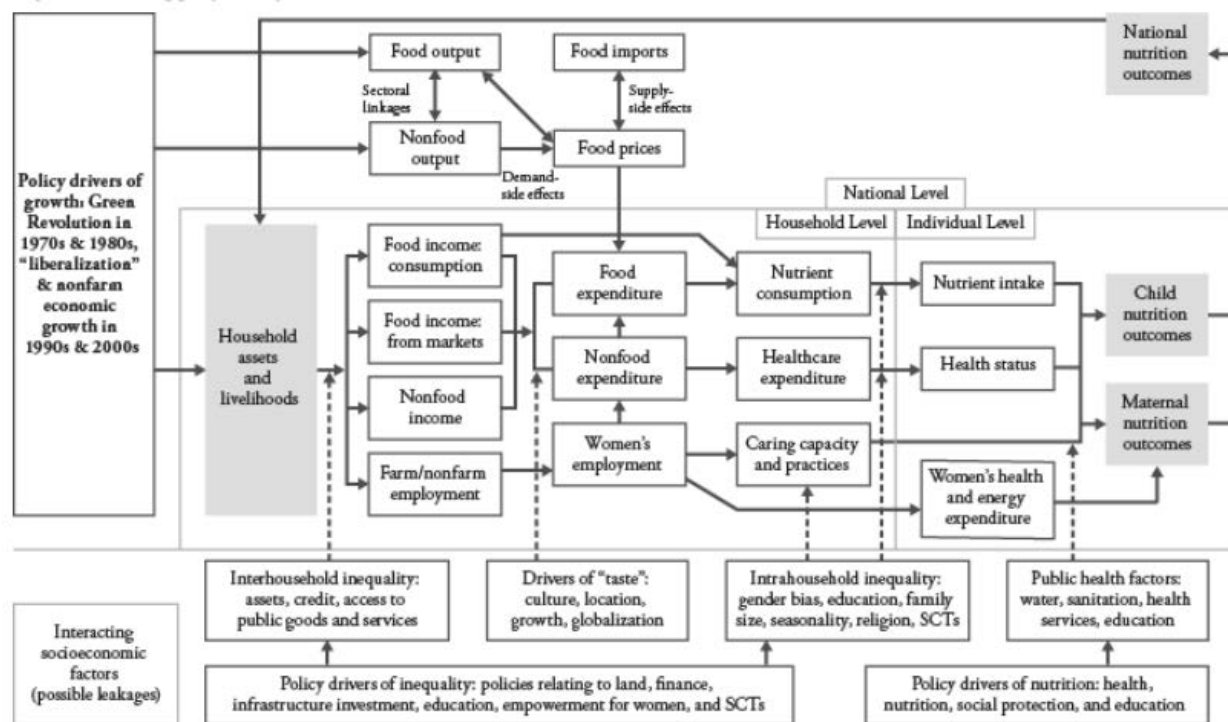 Food output
Food imports
National
nutrition
outcomes
Sectoral
linkages
Supply-
side effects
Nonfood
output
Food prices
Demand-
side effects
Policy drivers of
growth: Green
Revolution in
1970s & 1980s,
“liberalization”
& nonfarm
economic
growth in
1990s & 2000s
National Level
Household Level
Individual Level
Household
assets
and
livelihoods
Food income:
consumption
Food
expenditure
Nutrient
consumption
Nutrient intake
Child
nutrition
outcomes
Food income:
from markets
Nonfood
expenditure
Healthcare
expenditure
Health status
Nonfood
income
Maternal
nutrition
outcomes
Farm/nonfarm
employment
Women’s
employment
Caring capacity
and practices
Women’s health
and energy
expenditure
Interacting
socioeconomic
factors
(possible leakages)
Interhousehold inequality:
assets, credit, access to
public goods and services
Drivers of “taste”:
culture, location,
growth, globalization
Intrahousehold inequality:
gender bias, education, family
size, seasonality, religion, SCTs
Public health factors:
water, sanitation, health
services, education
Policy drivers of inequality: policies relating to land, finance,
infrastructure investment, education, empowerment for women, and SCTs
Policy drivers of nutrition: health,
nutrition, social protection, and education